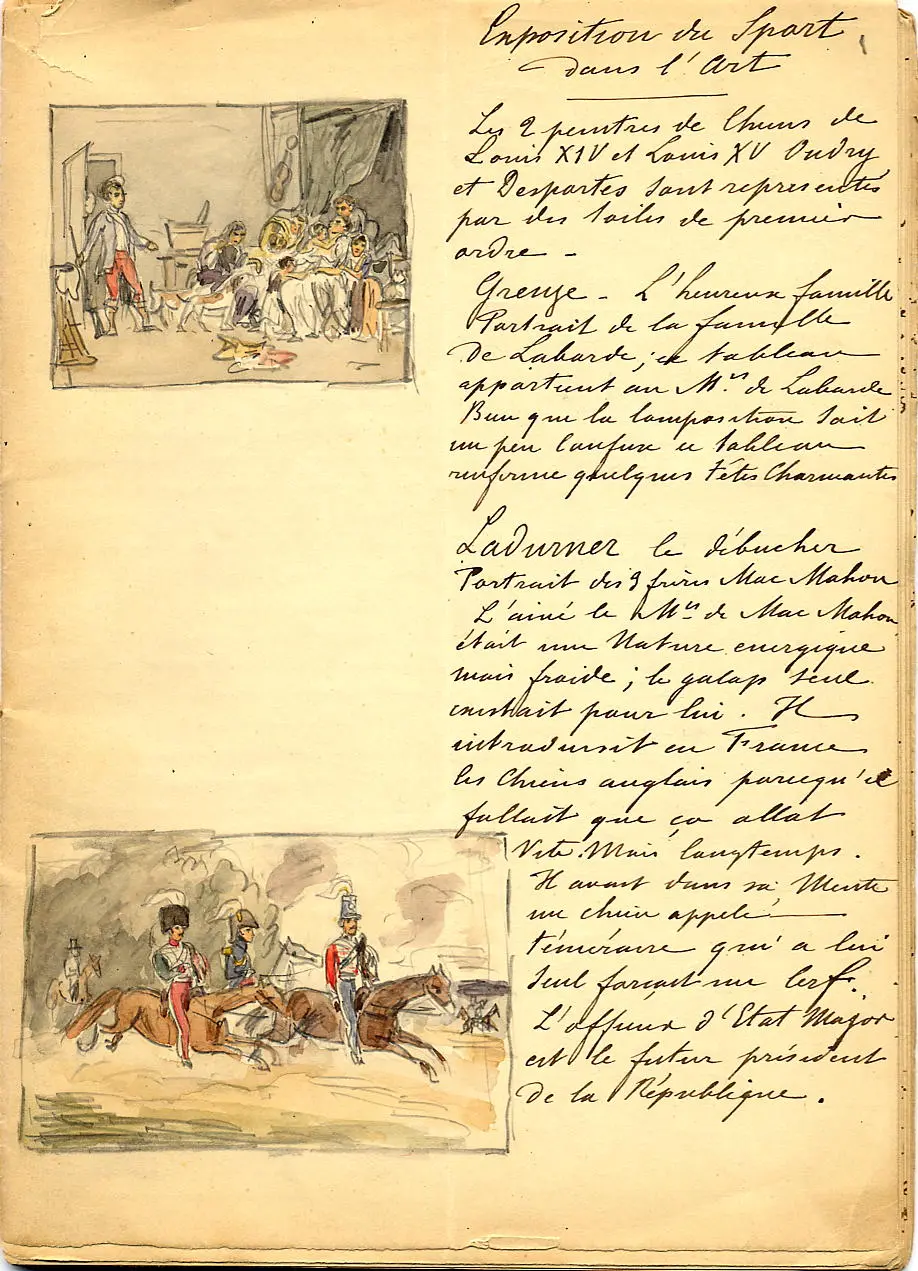 Exposition du Sport
dans l'Art
Les 2 peintres de Chiens de
Louis XIV et Louis XV Oudry
et Desportes sont représentés
par des toiles de premier
ordre -
Greuze - L'heureuse famille
Portrait de la famille
de Laborde ; ce tableau
appartient au Mis de Laborde
Bien que la composition soit
un peu confuse ce tableau
renferme quelques Têtes Charmantes
Ladurner le débucher
Portrait des 3 frères Mac Mahon
L'ainé le Mis de Mac Mahon
était une Nature energique
mais froide ; le galop seul
existait pour lui. Il
introduisit en France
les Chiens anglais parcequ'il
fallait que ça allat
Vite. Mais longtemps.
Il avait dans sa Meute
un chien appelé
Téméraire qui a lui
seul forçait un cerf.
L'officier d'Etat Major
est le futur président
de la République.